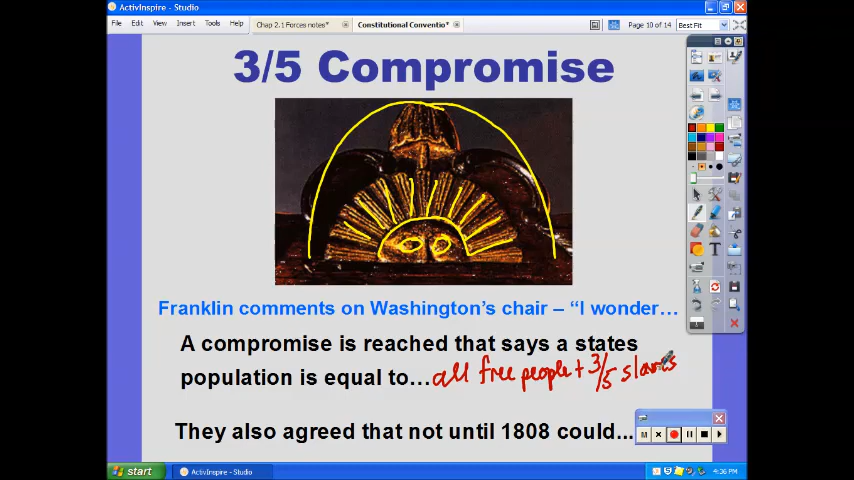 ActivInspire - Studio
File Edit View Insert Tools Help
Chap 2.1 Forces notes*
Constitutional Conventio*
Page 10 of 14
Best Fit
3/5 Compromise
Franklin comments on Washington's chair – “I wonder…
A compromise is reached that says a states
population is equal to…all free people + 3/5 slaves
They also agreed that not until 1808 could...
start
ActivInspire - Studio
4:36 PM